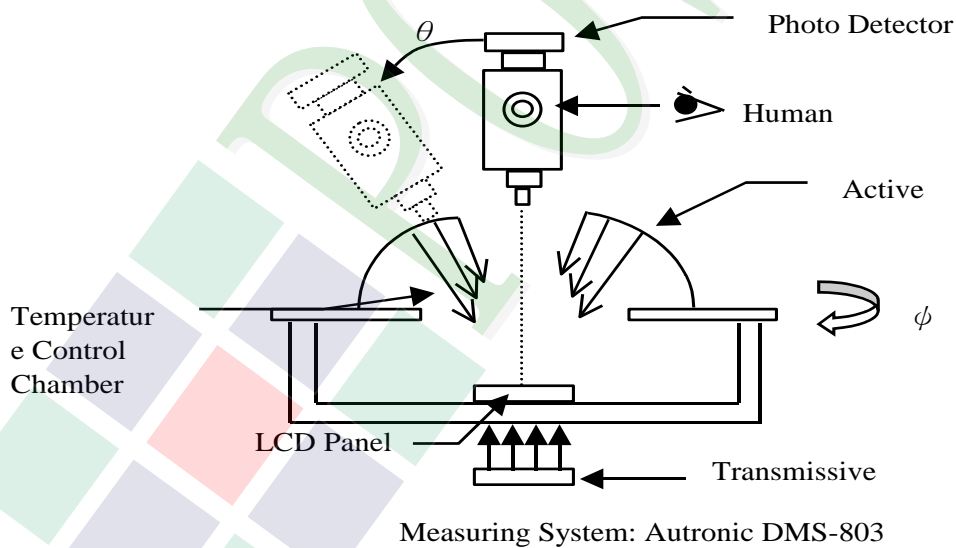 θ
Photo Detector
Human
Active
Temperatur
e Control
Chamber
ϕ
LCD Panel
Transmissive
Measuring System: Autronic DMS-803